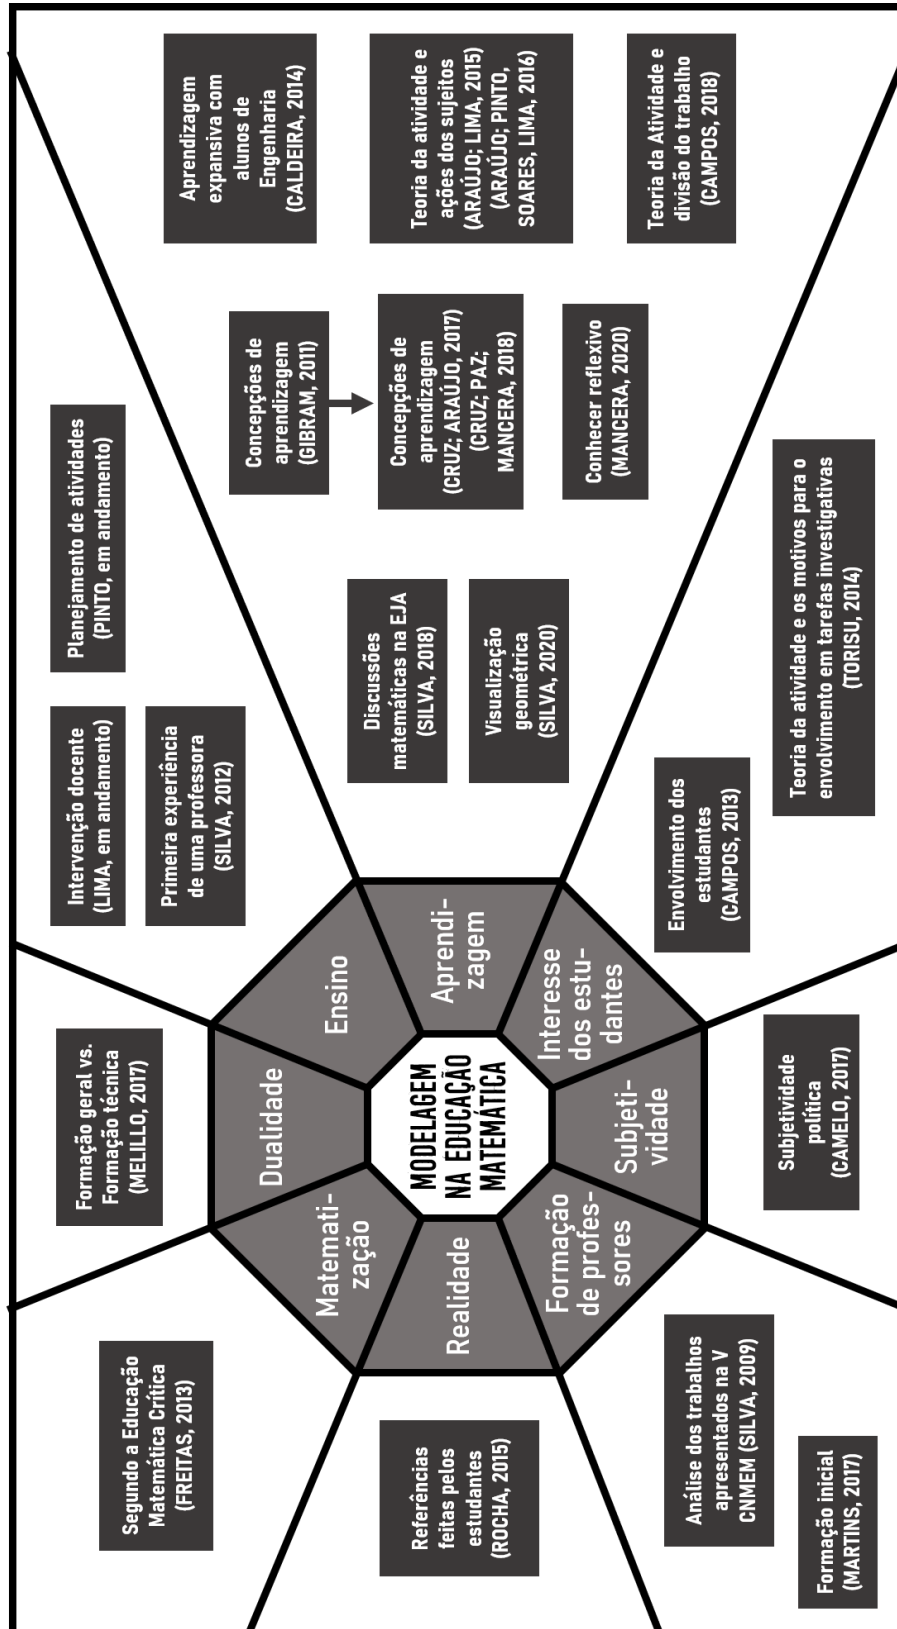 MODELAGEM
NA EDUCAÇÃO
MATEMÁTICA
Matemati-
zação
Dualidade
Ensino
Aprendi-
zagem
Interesse
dos estu-
dantes
Subjeti-
vidade
Formação
de profes-
sores
Realidade
Segundo a Educação
Matemática Crítica
(FREITAS, 2013)
Formação geral vs.
Formação técnica
(MELILLO, 2017)
Intervenção docente
(LIMA, em andamento)
Primeira experiência
de uma professora
(SILVA, 2012)
Planejamento de atividades
(PINTO, em andamento)
Discussões
matemáticas na EJA
(SILVA, 2018)
Visualização
geométrica
(SILVA, 2020)
Concepções de
aprendizagem
(GIBRAM, 2011)
Concepções de
aprendizagem
(CRUZ; ARAÚJO, 2017)
(CRUZ; PAZ;
MANCERA, 2018)
Conhecer reflexivo
(MANCERA, 2020)
Aprendizagem
expansiva com
alunos de
Engenharia
(CALDEIRA, 2014)
Teoria da atividade e
ações dos sujeitos
(ARAÚJO; LIMA, 2015)
(ARAÚJO; PINTO,
SOARES, LIMA, 2016)
Teoria da Atividade e
divisão do trabalho
(CAMPOS, 2018)
Envolvimento dos
estudantes
(CAMPOS, 2013)
Teoria da atividade e os motivos para o
envolvimento em tarefas investigativas
(TORISU, 2014)
Subjetividade
política
(CAMELO, 2017)
Análise dos trabalhos
apresentados na V
CNMEM (SILVA, 2009)
Formação inicial
(MARTINS, 2017)
Referências
feitas pelos
estudantes
(ROCHA, 2015)